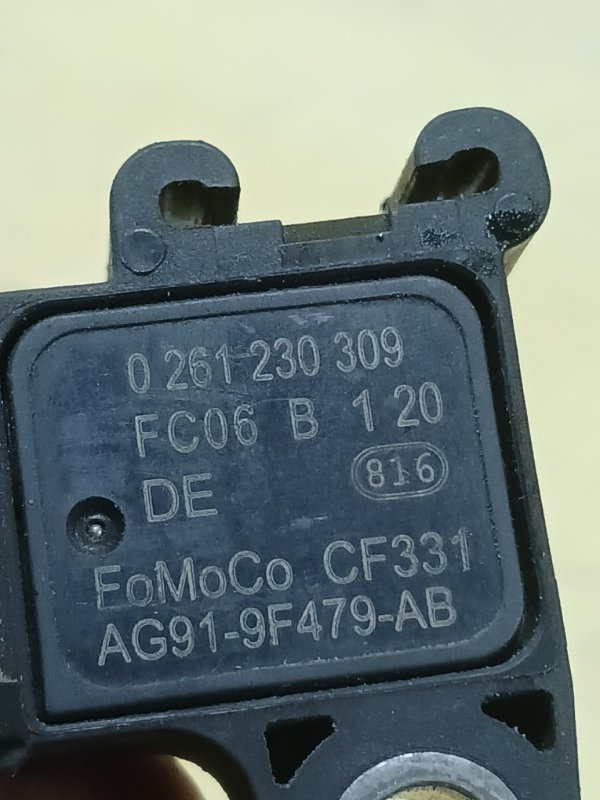 0 261 230 309
FC06 B 1 20
DE 816
FoMoCo CF331
AG91-9F479-AB